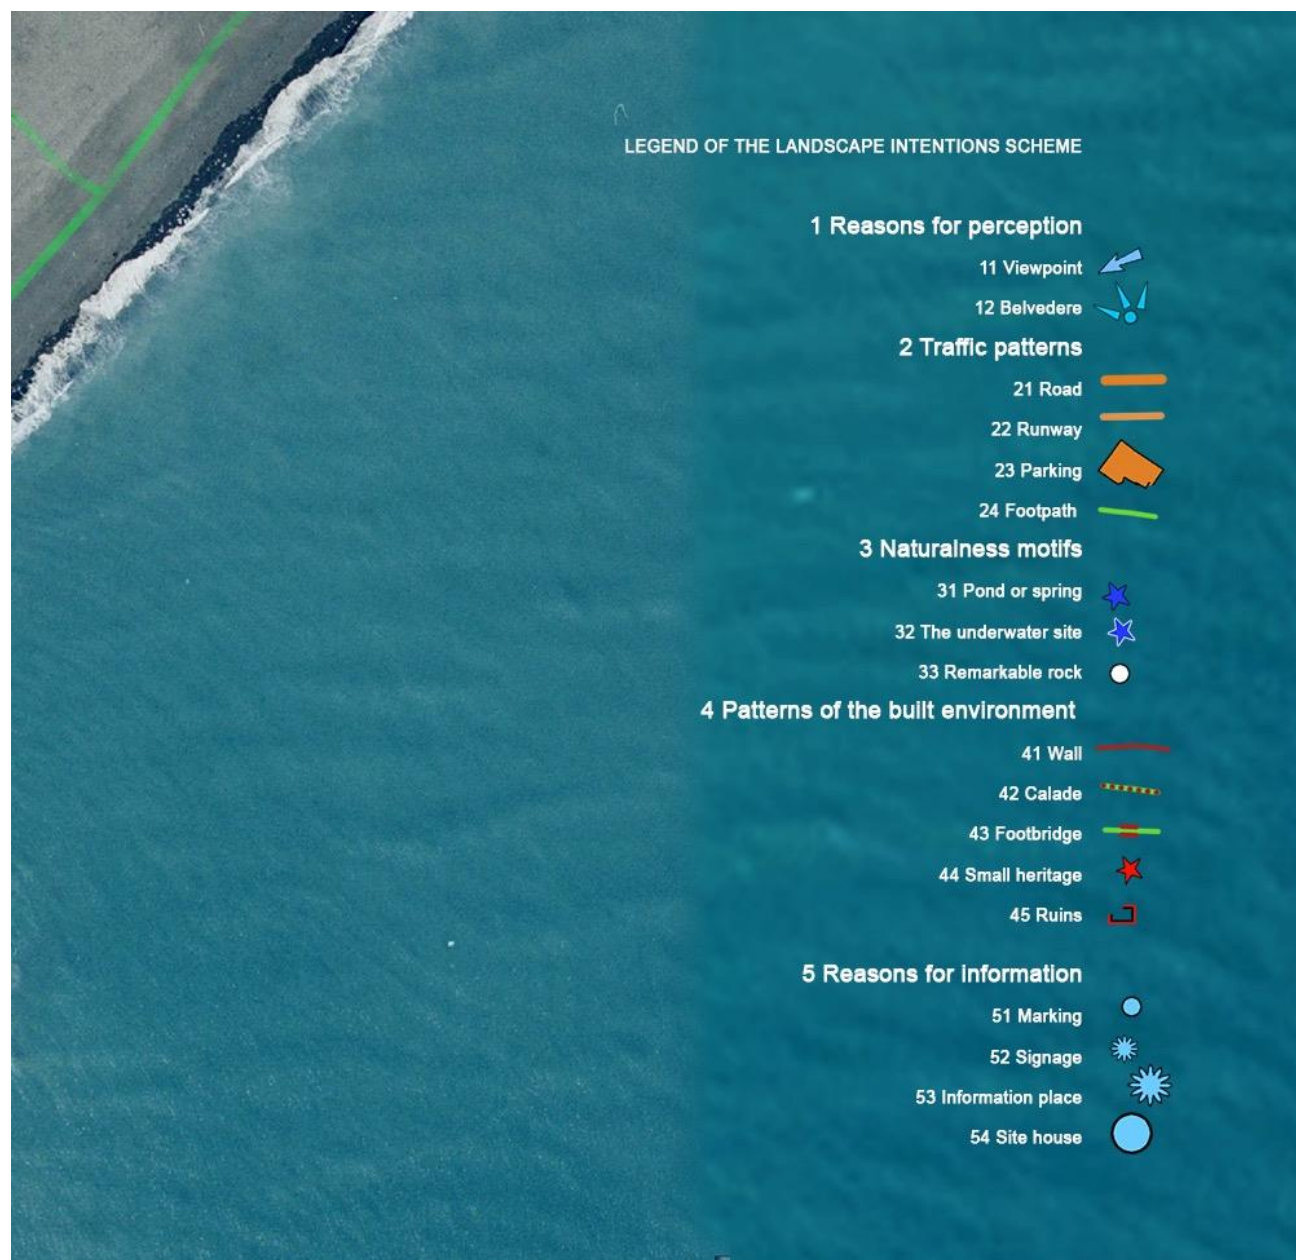 LEGEND OF THE LANDSCAPE INTENTIONS SCHEME
1 Reasons for perception
11 Viewpoint
12 Belvedere
2 Traffic patterns
21 Road
22 Runway
23 Parking
24 Footpath
3 Naturalness motifs
31 Pond or spring
32 The underwater site
33 Remarkable rock
4 Patterns of the built environment
41 Wall
42 Calade
43 Footbridge
44 Small heritage
45 Ruins
5 Reasons for information
51 Marking
52 Signage
53 Information place
54 Site house